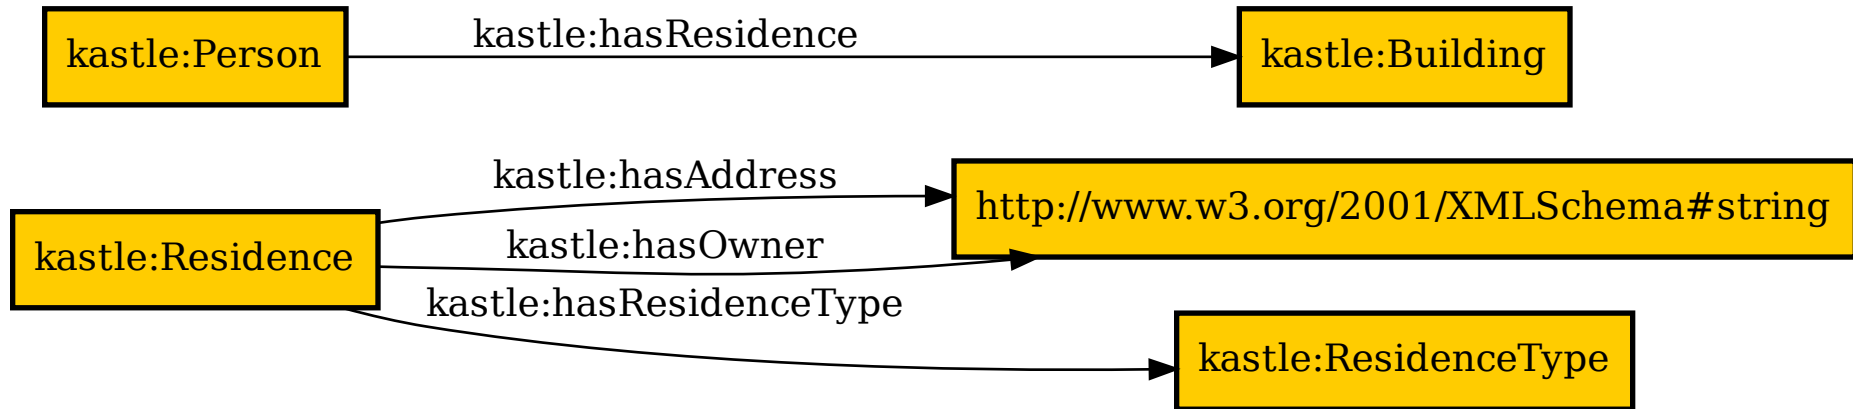 kastle:Person
kastle:hasResidence
kastle:Building
kastle:Residence
kastle:hasAddress
http://www.w3.org/2001/XMLSchema#string
kastle:hasOwner
kastle:hasResidenceType
kastle:ResidenceType